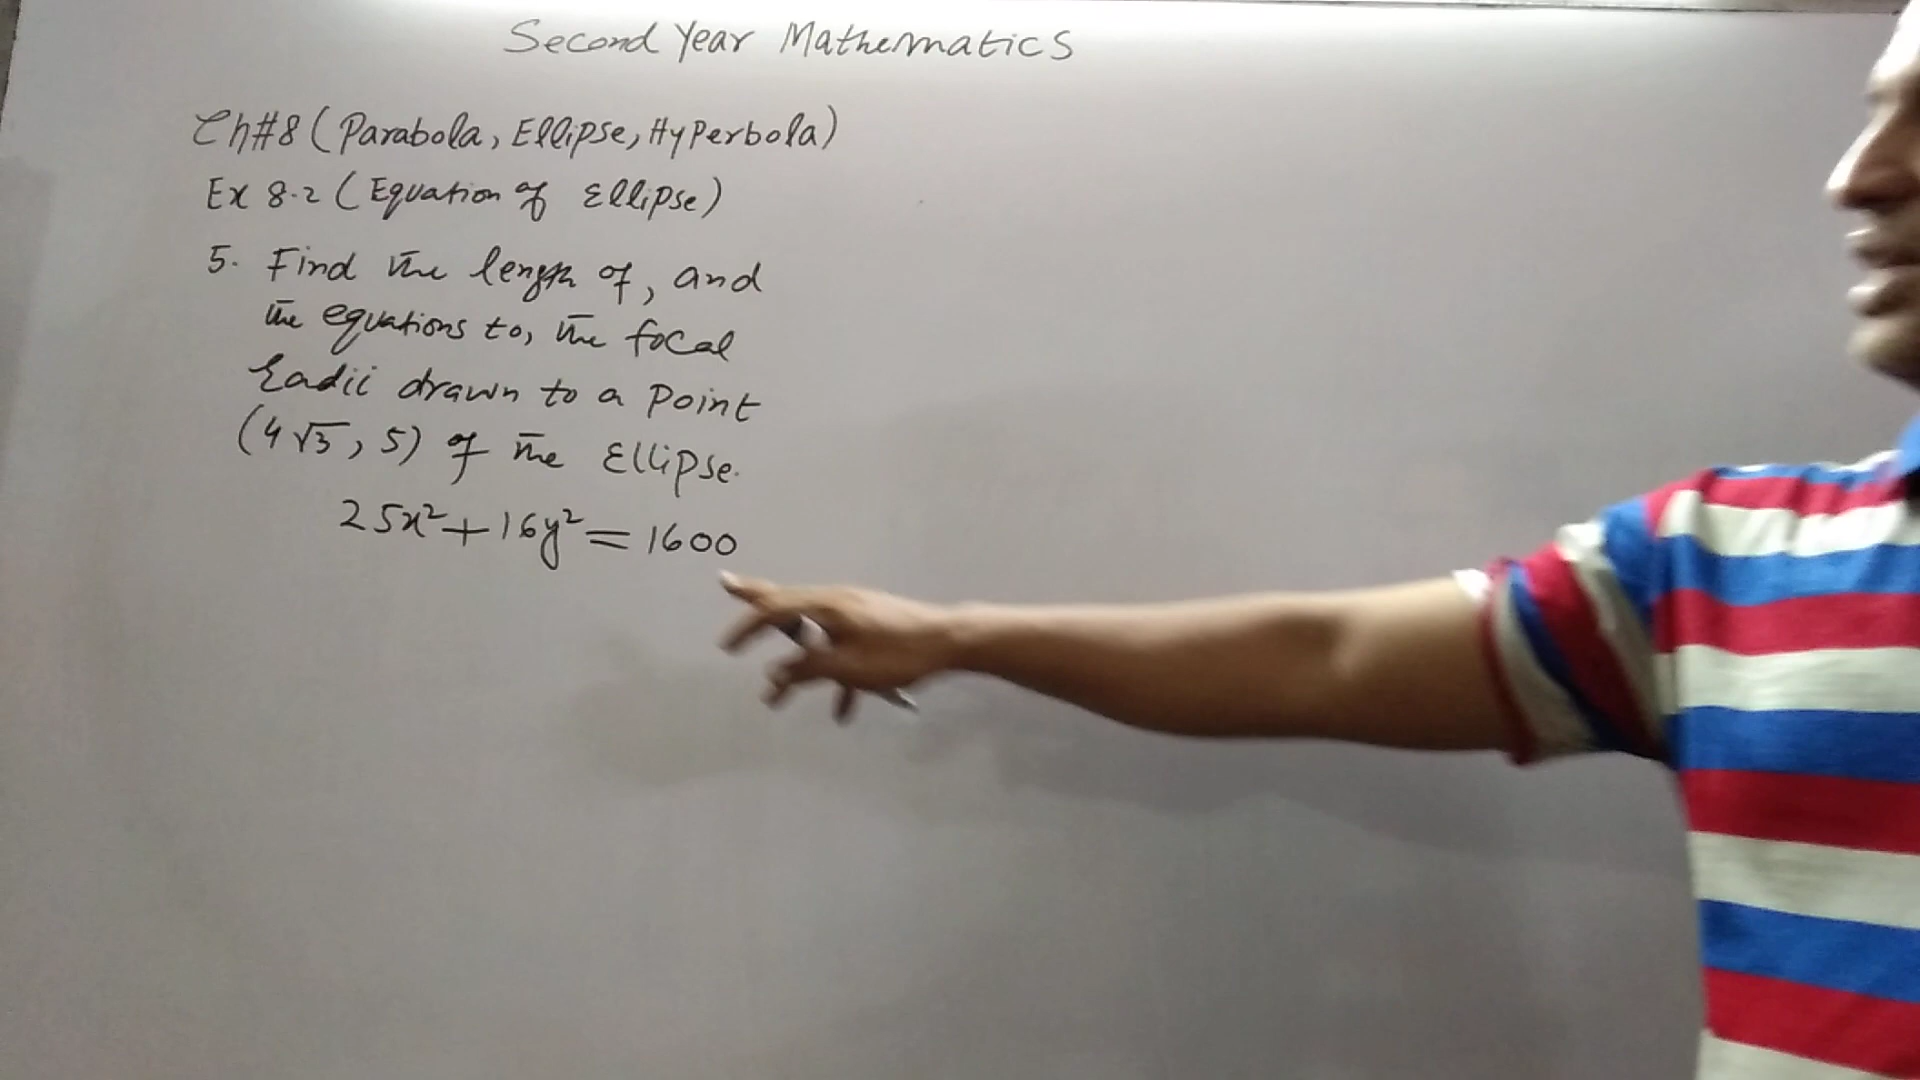 Second Year Mathematics
Ch#8 (Parabola, Ellipse, Hyperbola)
Ex 8.2 (Equation of Ellipse)
5. Find the length of, and
the equations to, the focal
radii drawn to a Point
(4√3, 5) of the Ellipse.
25x²+16y²=1600